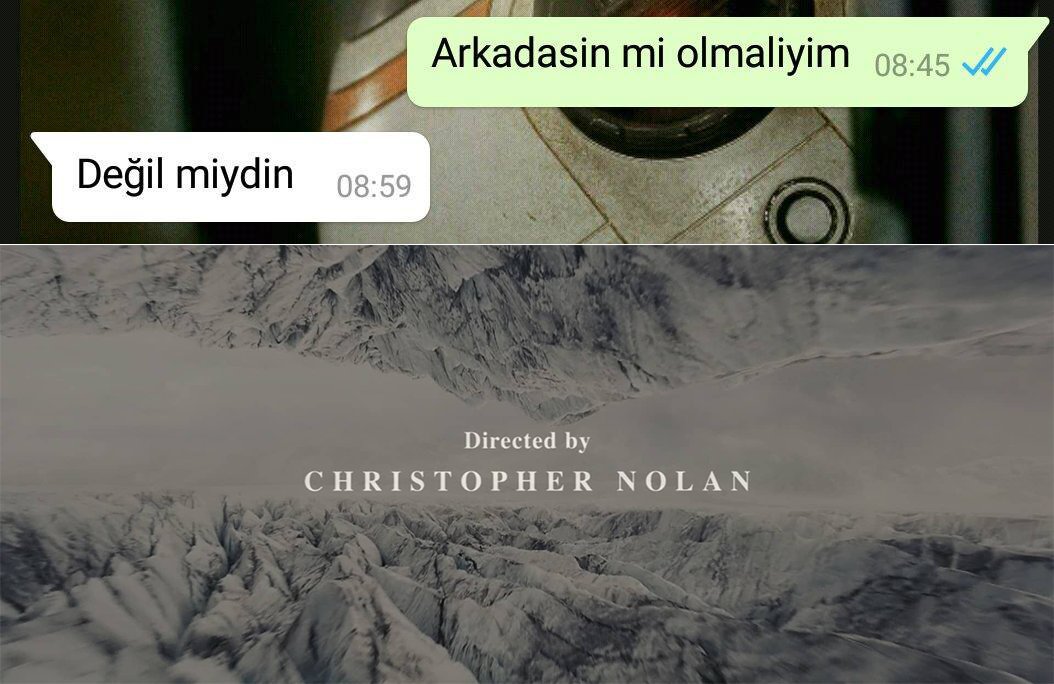 Arkadasin mi olmaliyim 08:45
Değil miydin 08:59
Directed by
CHRISTOPHER NOLAN